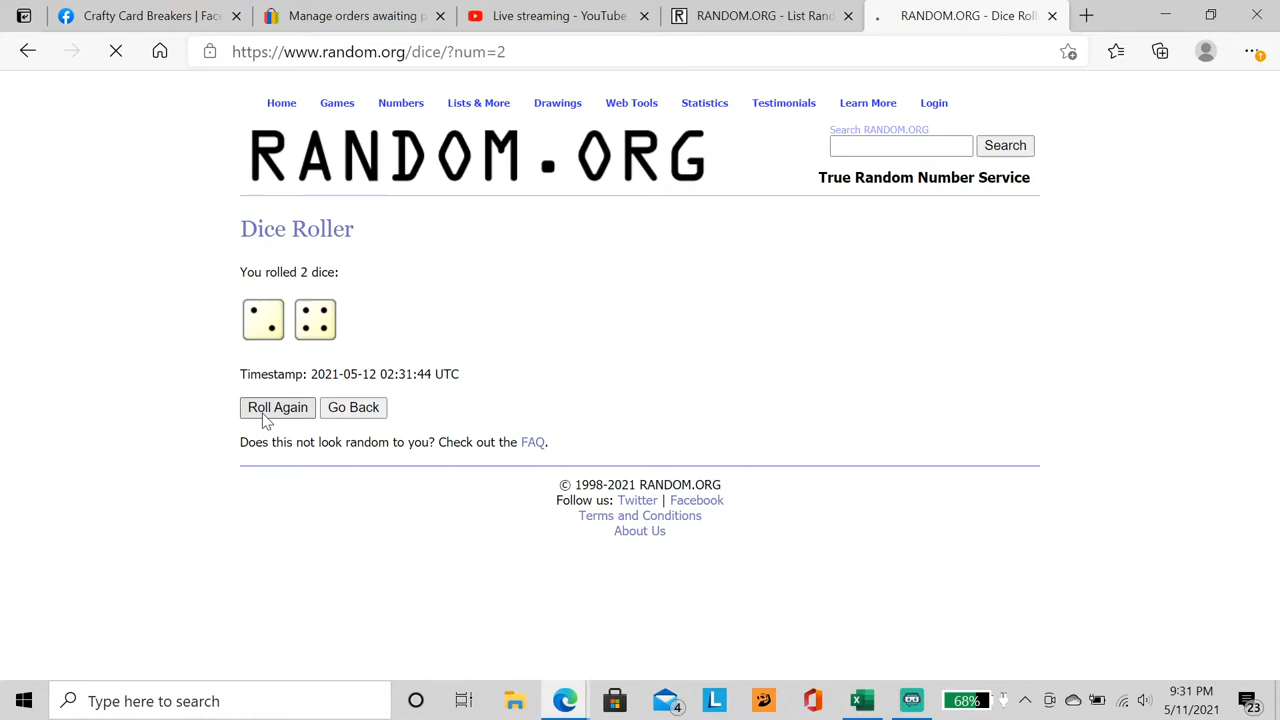 Crafty Card Breakers | Fac
My eBay
Live streaming - YouTube
RANDOM.ORG - List Ran
RANDOM.ORG - Dice Roll
https://www.random.org/dice/?num=2
Home Games Numbers Lists & More Drawings Web Tools Statistics Testimonials Learn More Login
RANDOM.ORG
Search RANDOM.ORG
Search
True Random Number Service
Dice Roller
You rolled 2 dice:
Timestamp: 2021-05-12 02:31:44 UTC
Roll Again Go Back
Does this not look random to you? Check out the FAQ.
© 1998-2021 RANDOM.ORG
Follow us: Twitter | Facebook
Terms and Conditions
About Us
Type here to search
4
L
68%
9:31 PM
5/11/2021
23